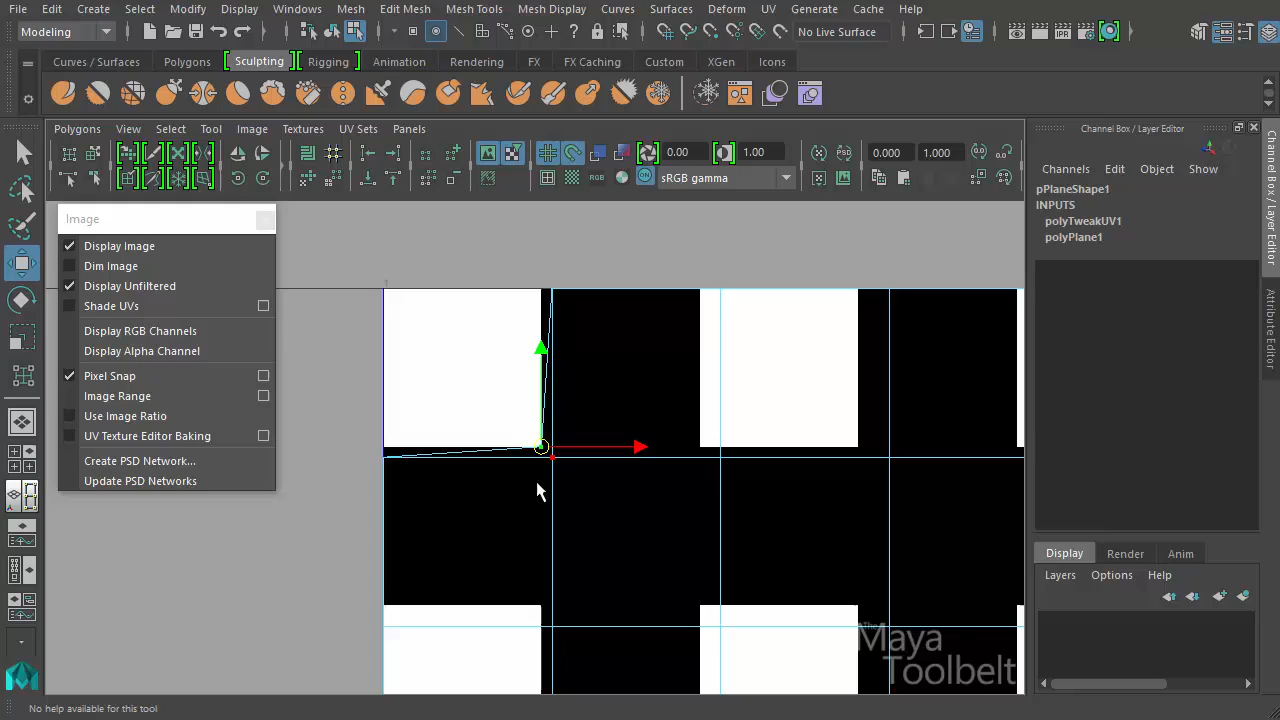 File Edit Create Select Modify Display Windows Mesh Edit Mesh Mesh Tools Mesh Display Curves Surfaces Deform UV Generate Cache Help
Modeling No Live Surface IPR
Curves / Surfaces Polygons Sculpting Rigging Animation Rendering FX FX Caching Custom XGen Icons
Polygons View Select Tool Image Textures UV Sets Panels
0.00 1.00 PSD 0.000 1.000
RGB ON sRGB gamma
Image
Display Image
Dim Image
Display Unfiltered
Shade UVs
Display RGB Channels
Display Alpha Channel
Pixel Snap
Image Range
Use Image Ratio
UV Texture Editor Baking
Create PSD Network...
Update PSD Networks
1
Channel Box / Layer Editor
Channels Edit Object Show
pPlaneShape1
INPUTS
polyTweakUV1
polyPlane1
Channel Box / Layer Editor
Attribute Editor
Display Render Anim
Layers Options Help
The
Maya
Toolbelt
No help available for this tool